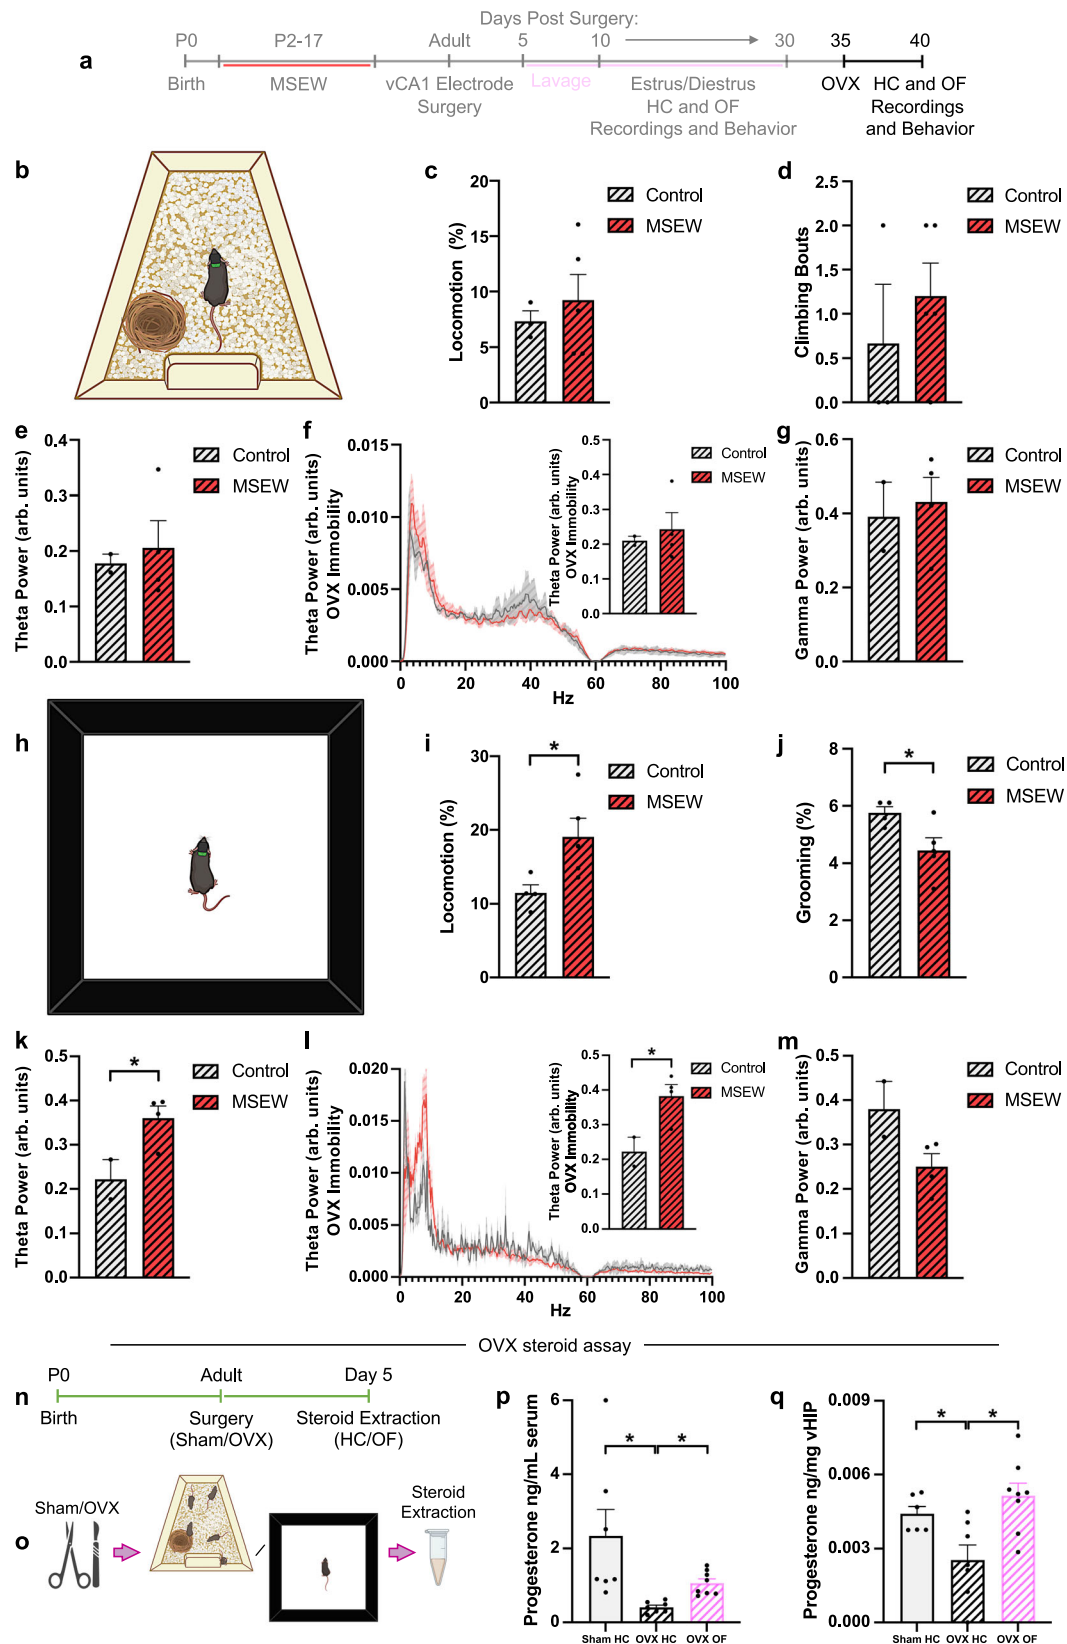 Days Post Surgery:
P0 P2-17 Adult 5 10 30 35 40
a
Birth MSEW vCA1 Electrode Surgery Lavage Estrus/Diestrus HC and OF Recordings and Behavior OVX HC and OF Recordings and Behavior
b
c
Locomotion (%)
20
15
10
5
0
Control
MSEW
d
Climbing Bouts
2.5
2.0
1.5
1.0
0.5
0.0
Control
MSEW
e
Theta Power (arb. units)
0.4
0.3
0.2
0.1
0.0
Control
MSEW
f
Theta Power (arb. units)
OVX Immobility
0.015
0.010
0.005
0.000
0 20 40 60 80 100
Hz
Theta Power (arb. units)
OVX Immobility
0.5
0.4
0.3
0.2
0.1
0.0
Control
MSEW
g
Gamma Power (arb. units)
0.6
0.4
0.2
0.0
Control
MSEW
h
i
Locomotion (%)
30
20
10
0
*
Control
MSEW
j
Grooming (%)
8
6
4
2
0
*
Control
MSEW
k
Theta Power (arb. units)
0.5
0.4
0.3
0.2
0.1
0.0
*
Control
MSEW
l
Theta Power (arb. units)
OVX Immobility
0.020
0.015
0.010
0.005
0.000
0 20 40 60 80 100
Hz
Theta Power (arb. units)
OVX Immobility
0.5
0.4
0.3
0.2
0.1
0.0
*
Control
MSEW
m
Gamma Power (arb. units)
0.5
0.4
0.3
0.2
0.1
0.0
Control
MSEW
OVX steroid assay
n
P0 Adult Day 5
Birth Surgery Steroid Extraction
(Sham/OVX) (HC/OF)
o
Sham/OVX
Steroid
Extraction
p
Progesterone ng/mL serum
6
4
2
0
* *
Sham HC OVX HC OVX OF
q
Progesterone ng/mg vHIP
0.009
0.006
0.003
0.000
* *
Sham HC OVX HC OVX OF